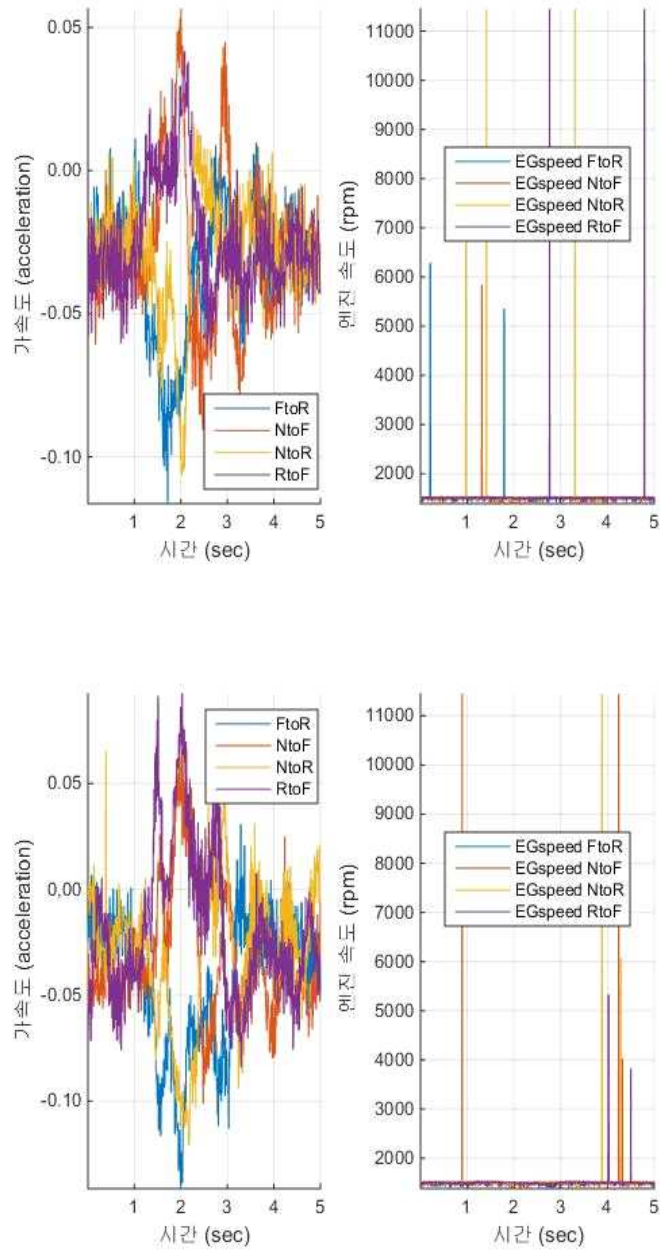 0.05
0.00
-0.05
-0.10
가속도 (acceleration)
FtoR
NtoF
NtoR
RtoF
1 2 3 4 5
시간 (sec)
11000
10000
9000
8000
7000
6000
5000
4000
3000
2000
엔진 속도 (rpm)
EGspeed FtoR
EGspeed NtoF
EGspeed NtoR
EGspeed RtoF
1 2 3 4 5
시간 (sec)
0.05
0,00
-0.05
-0.10
가속도 (acceleration)
FtoR
NtoF
NtoR
RtoF
1 2 3 4 5
시간 (sec)
11000
10000
9000
8000
7000
6000
5000
4000
3000
2000
엔진 속도 (rpm)
EGspeed FtoR
EGspeed NtoF
EGspeed NtoR
EGspeed RtoF
1 2 3 4 5
시간 (sec)